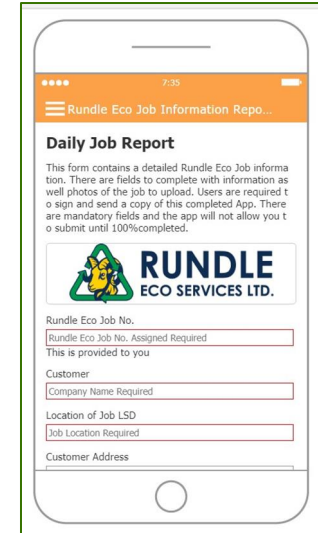 7:35
Rundle Eco Job Information Repo...
Daily Job Report
This form contains a detailed Rundle Eco Job informa
tion. There are fields to complete with information as
well photos of the job to upload. Users are required t
o sign and send a copy of this completed App. There
are mandatory fields and the app will not allow you t
o submit until 100%completed.
RUNDLE
ECO SERVICES LTD.
Rundle Eco Job No.
Rundle Eco Job No. Assigned Required
This is provided to you
Customer
Company Name Required
Location of Job LSD
Job Location Required
Customer Address